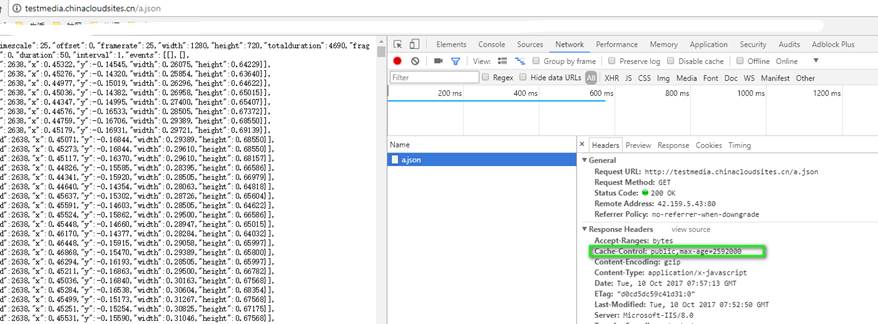 testmedia.chinacloudsites.cn/a.json
imescale":25,"offset":0,"framerate":25,"width":1280,"height":720,"totalduration":4690,"frag
,"duration":50,"interval":1,"events":[[],[],
:2638,"x":0.45322,"y":-0.14545,"width":0.26075,"height":0.64229}],
:2638,"x":0.45276,"y":-0.14320,"width":0.25854,"height":0.63640}],
:2638,"x":0.44977,"y":0.15019,"width":0.26296,"height":0.64622}],
:2638,"x":0.45036,"y":-0.14382,"width":0.26958,"height":0.65015}],
:2638,"x":0.44347,"y":-0.14995,"width":0.27400,"height":0.65407}],
:2638,"x":0.44576,"y":-0.16533,"width":0.28505,"height":0.67372}],
:2638,"x":0.44759,"y":-0.16706,"width":0.29389,"height":0.68550}],
:2638,"x":0.45179,"y":-0.16931,"width":0.29721,"height":0.69139}],
d":2638,"x":0.45071,"y":-0.16844,"width":0.29389,"height":0.68550}],
d":2638,"x":0.45273,"y":-0.16844,"width":0.29610,"height":0.68550}],
d":2638,"x":0.45117,"y":-0.16370,"width":0.29610,"height":0.68157}],
d":2638,"x":0.44826,"y":-0.15585,"width":0.28395,"height":0.66586}],
d":2638,"x":0.44341,"y":-0.15920,"width":0.28505,"height":0.66979}],
d":2638,"x":0.44640,"y":-0.14354,"width":0.28063,"height":0.64818}],
d":2638,"x":0.45637,"y":-0.15302,"width":0.28726,"height":0.65604}],
d":2638,"x":0.44591,"y":-0.14603,"width":0.28505,"height":0.64622}],
d":2638,"x":0.45524,"y":-0.15862,"width":0.29500,"height":0.66586}],
d":2638,"x":0.45448,"y":-0.14660,"width":0.28947,"height":0.65015}],
d":2638,"x":0.46170,"y":-0.14177,"width":0.28284,"height":0.64032}],
d":2638,"x":0.46448,"y":-0.15915,"width":0.29058,"height":0.65997}],
d":2638,"x":0.46868,"y":-0.15470,"width":0.29389,"height":0.65800}],
d":2638,"x":0.46294,"y":-0.16193,"width":0.28615,"height":0.65997}],
d":2638,"x":0.45251,"y":-0.15863,"width":0.29500,"height":0.66782}],
d":2638,"x":0.45036,"y":-0.16840,"width":0.30163,"height":0.67568}],
d":2638,"x":0.45248,"y":-0.16536,"width":0.30604,"height":0.68354}],
d":2638,"x":0.45499,"y":-0.15173,"width":0.31267,"height":0.67568}],
d":2638,"x":0.45251,"y":-0.15254,"width":0.30825,"height":0.67175}],
d":2638,"x":0.45531,"y":-0.15590,"width":0.31046,"height":0.67568}],
Elements Console Sources Network Performance Memory Application Security Audits Adblock Plus
View: Group by frame Preserve log Disable cache Offline Online
Filter Regex Hide data URLs All XHR JS CSS Img Media Font Doc WS Manifest Other
200 ms 400 ms 600 ms 800 ms 1000 ms 1200 ms
Name
a.json
× Headers Preview Response Cookies Timing
General
Request URL: http://testmedia.chinacloudsites.cn/a.json
Request Method: GET
Status Code: 200 OK
Remote Address: 42.159.5.43:80
Referrer Policy: no-referrer-when-downgrade
Response Headers view source
Accept-Ranges: bytes
Cache-Control: public,max-age=2592000
Content-Encoding: gzip
Content-Type: application/x-javascript
Date: Tue, 10 Oct 2017 07:57:13 GMT
ETag: "d0cd5dc59c41d31:0"
Last-Modified: Tue, 10 Oct 2017 07:52:50 GMT
Server: Microsoft-IIS/8.0